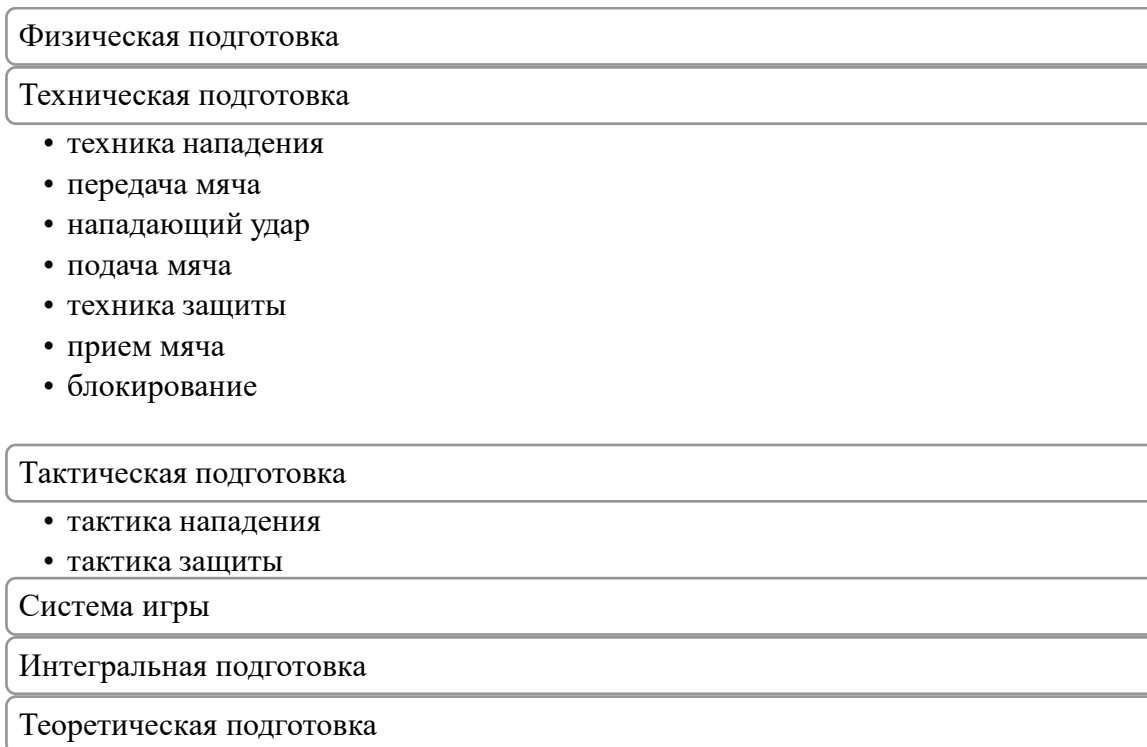 Физическая подготовка
Техническая подготовка
• техника нападения
• передача мяча
• нападающий удар
• подача мяча
• техника защиты
• прием мяча
• блокирование
Тактическая подготовка
• тактика нападения
• тактика защиты
Система игры
Интегральная подготовка
Теоретическая подготовка